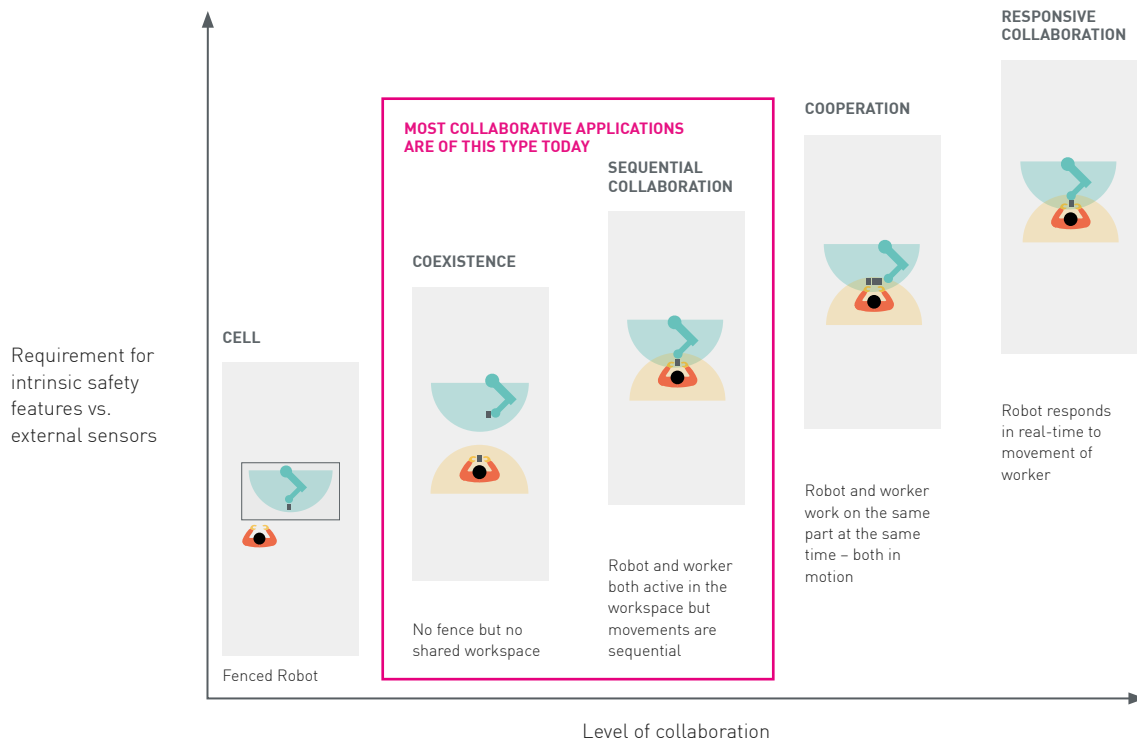 RESPONSIVE
COLLABORATION
COOPERATION
MOST COLLABORATIVE APPLICATIONS
ARE OF THIS TYPE TODAY
SEQUENTIAL
COLLABORATION
COEXISTENCE
CELL
Requirement for
intrinsic safety
features vs.
external sensors
Fenced Robot
No fence but no
shared workspace
Robot and worker
both active in the
workspace but
movements are
sequential
Robot and worker
work on the same
part at the same
time – both in
motion
Robot responds
in real-time to
movement of
worker
Level of collaboration